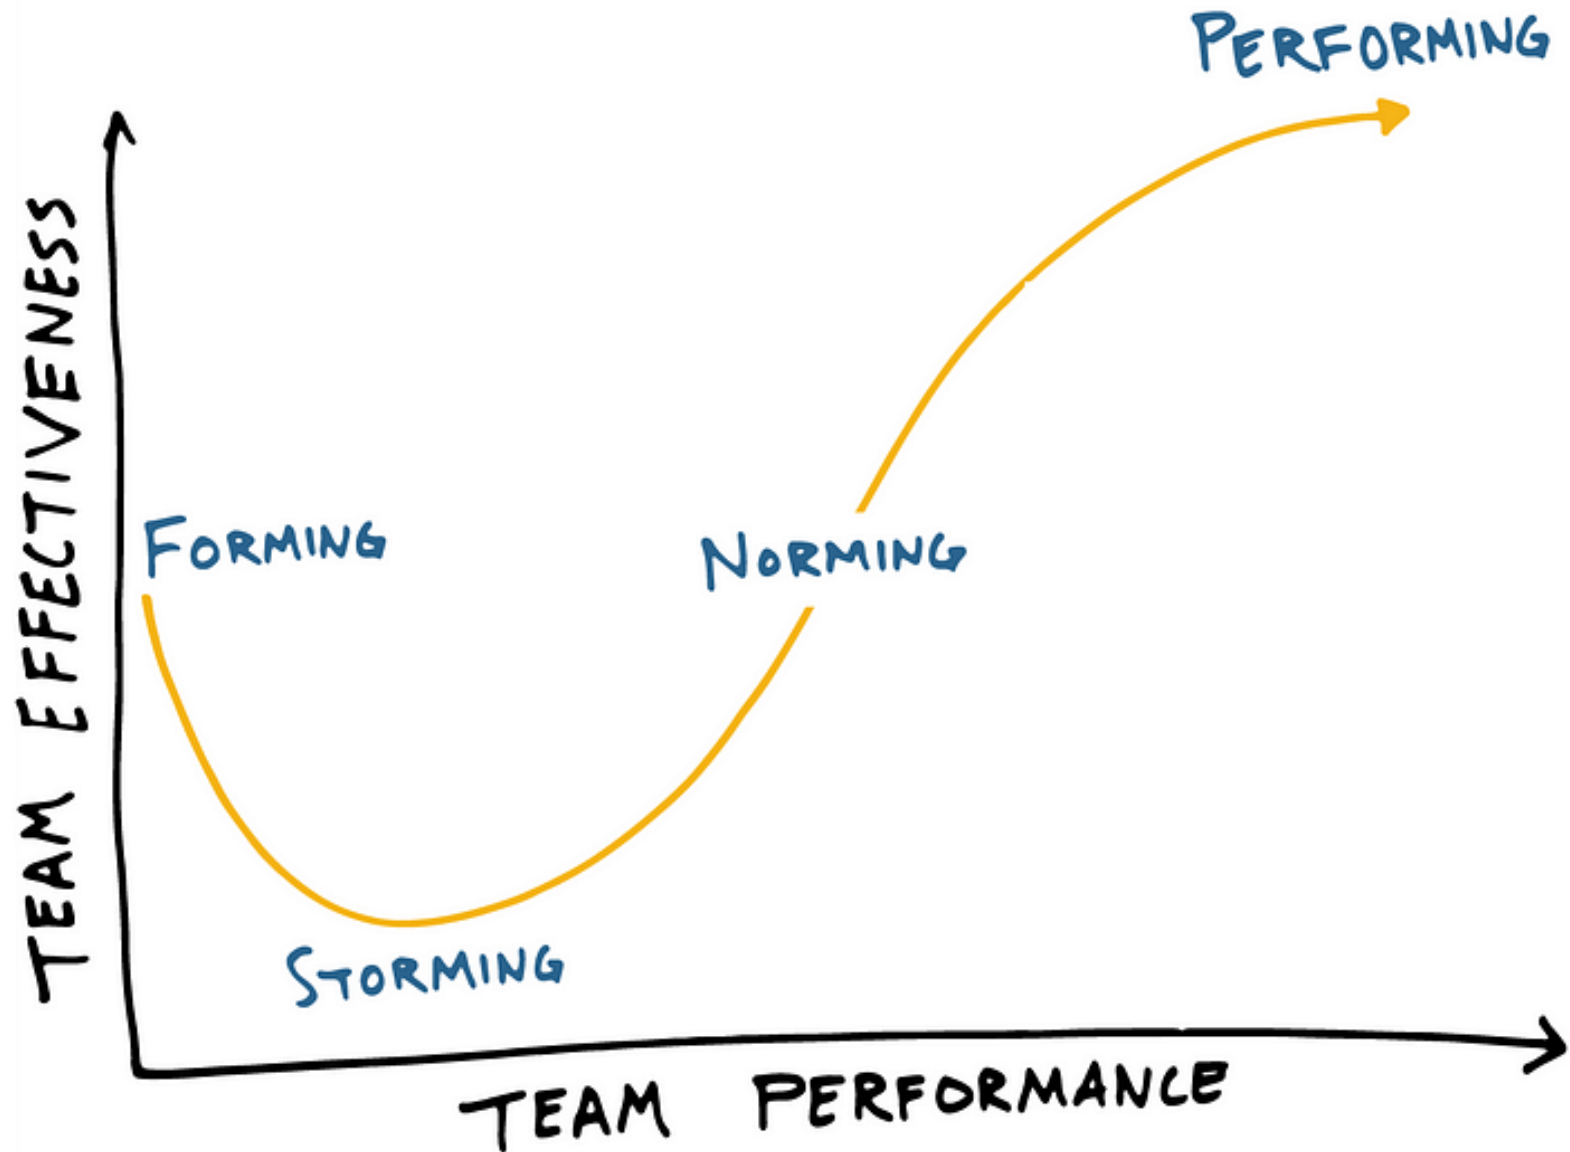 PERFORMING
TEAM EFFECTIVENESS
FORMING
NORMING
STORMING
TEAM PERFORMANCE